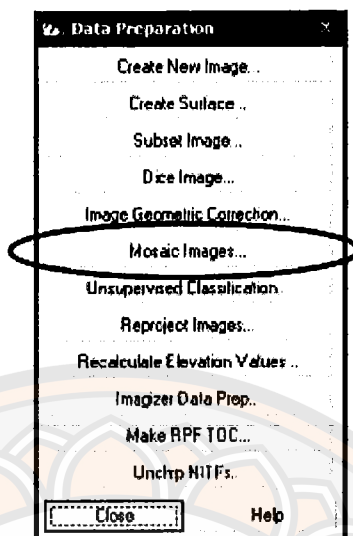 Data Preparation
Create New Image...
Create Surface...
Subset Image...
Dice Image...
Image Geometric Correction...
Mosaic Images...
Unsupervised Classification...
Reproject Images...
Recalculate Elevation Values...
Imagizer Data Prep...
Make RPF TOC...
Unchip NITFs...
Close Help